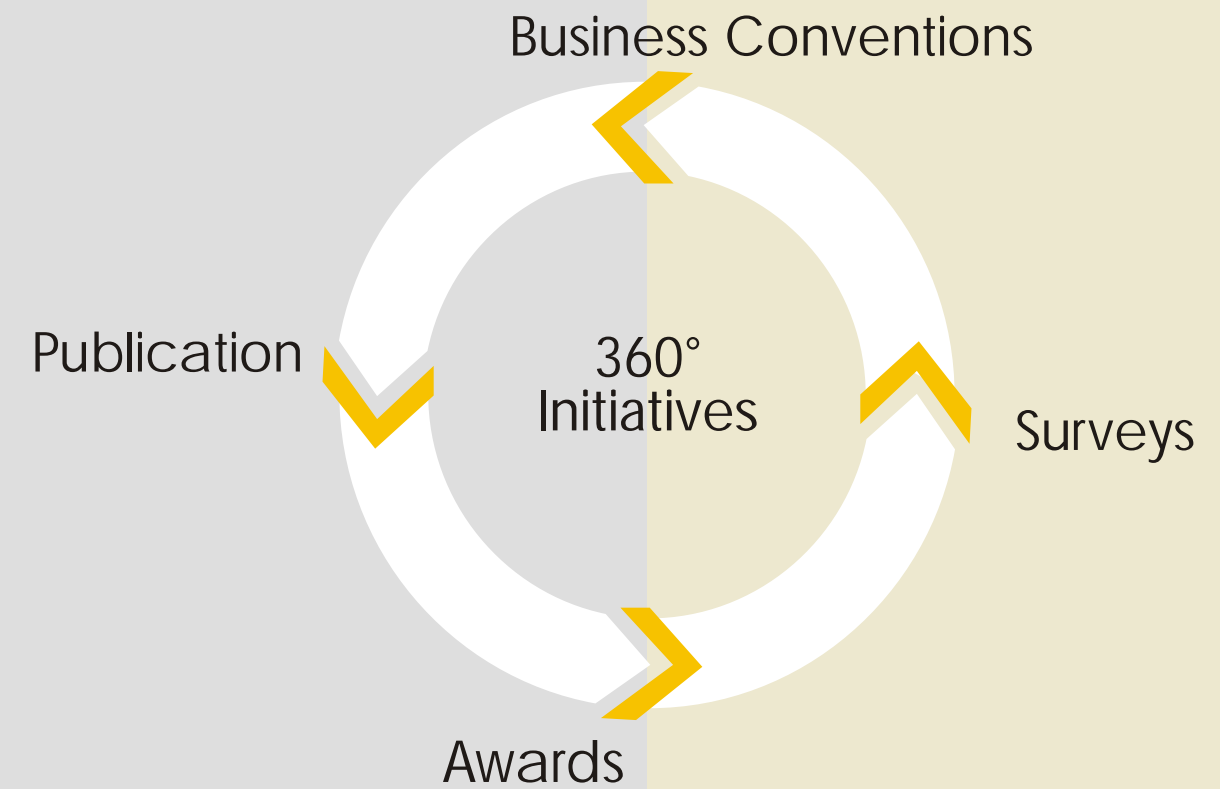 Business Conventions
Publication
360°
Initiatives
Surveys
Awards